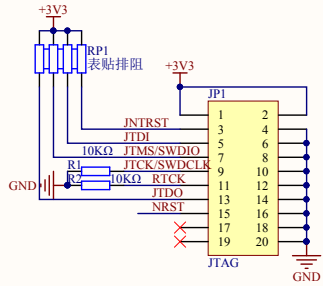 +3V3
RP1
表贴排阻
+3V3
JP1
JNTRST
1 2
3 4
JTDI
5 6
10KΩ JTMS/SWDIO
7 8
R1 JTCK/SWDCLK
9 10
GND R2 10KΩ RTCK
11 12
JTDO
13 14
NRST
15 16
17 18
19 20
JTAG
GND